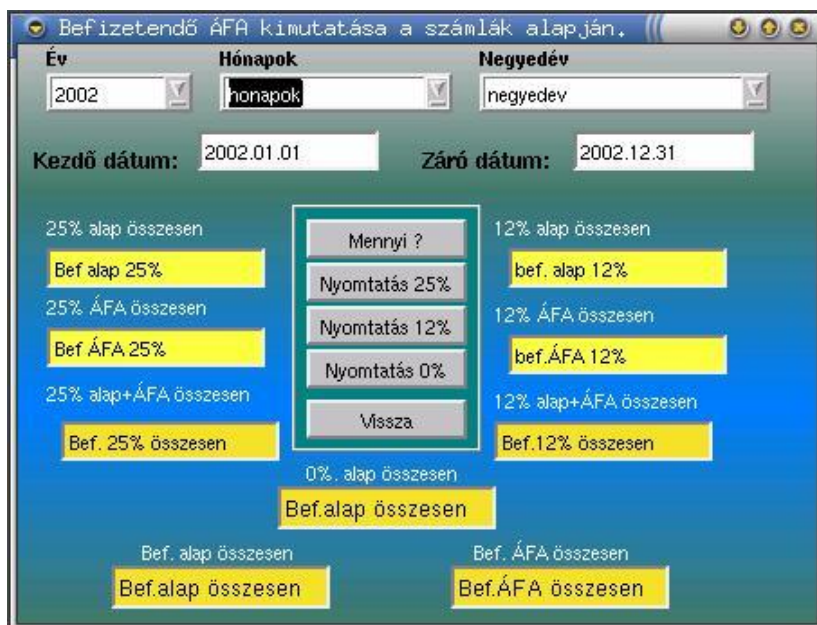 Befizetendő ÁFA kimutatása a számlák alapján.
Év Hónapok Negyedév
2002 honapok negyedev
Kezdő dátum: 2002.01.01 Záró dátum: 2002.12.31
25% alap összesen
Bef alap 25%
25% ÁFA összesen
Bef ÁFA 25%
25% alap+ÁFA összesen
Bef. 25% összesen
Mennyi ?
Nyomtatás 25%
Nyomtatás 12%
Nyomtatás 0%
Vissza
12% alap összesen
bef. alap 12%
12% ÁFA összesen
bef.ÁFA 12%
12% alap+ÁFA összesen
Bef.12% összesen
0%. alap összesen
Bef.alap összesen
Bef. alap összesen
Bef.alap összesen
Bef. ÁFA összesen
Bef.ÁFA összesen